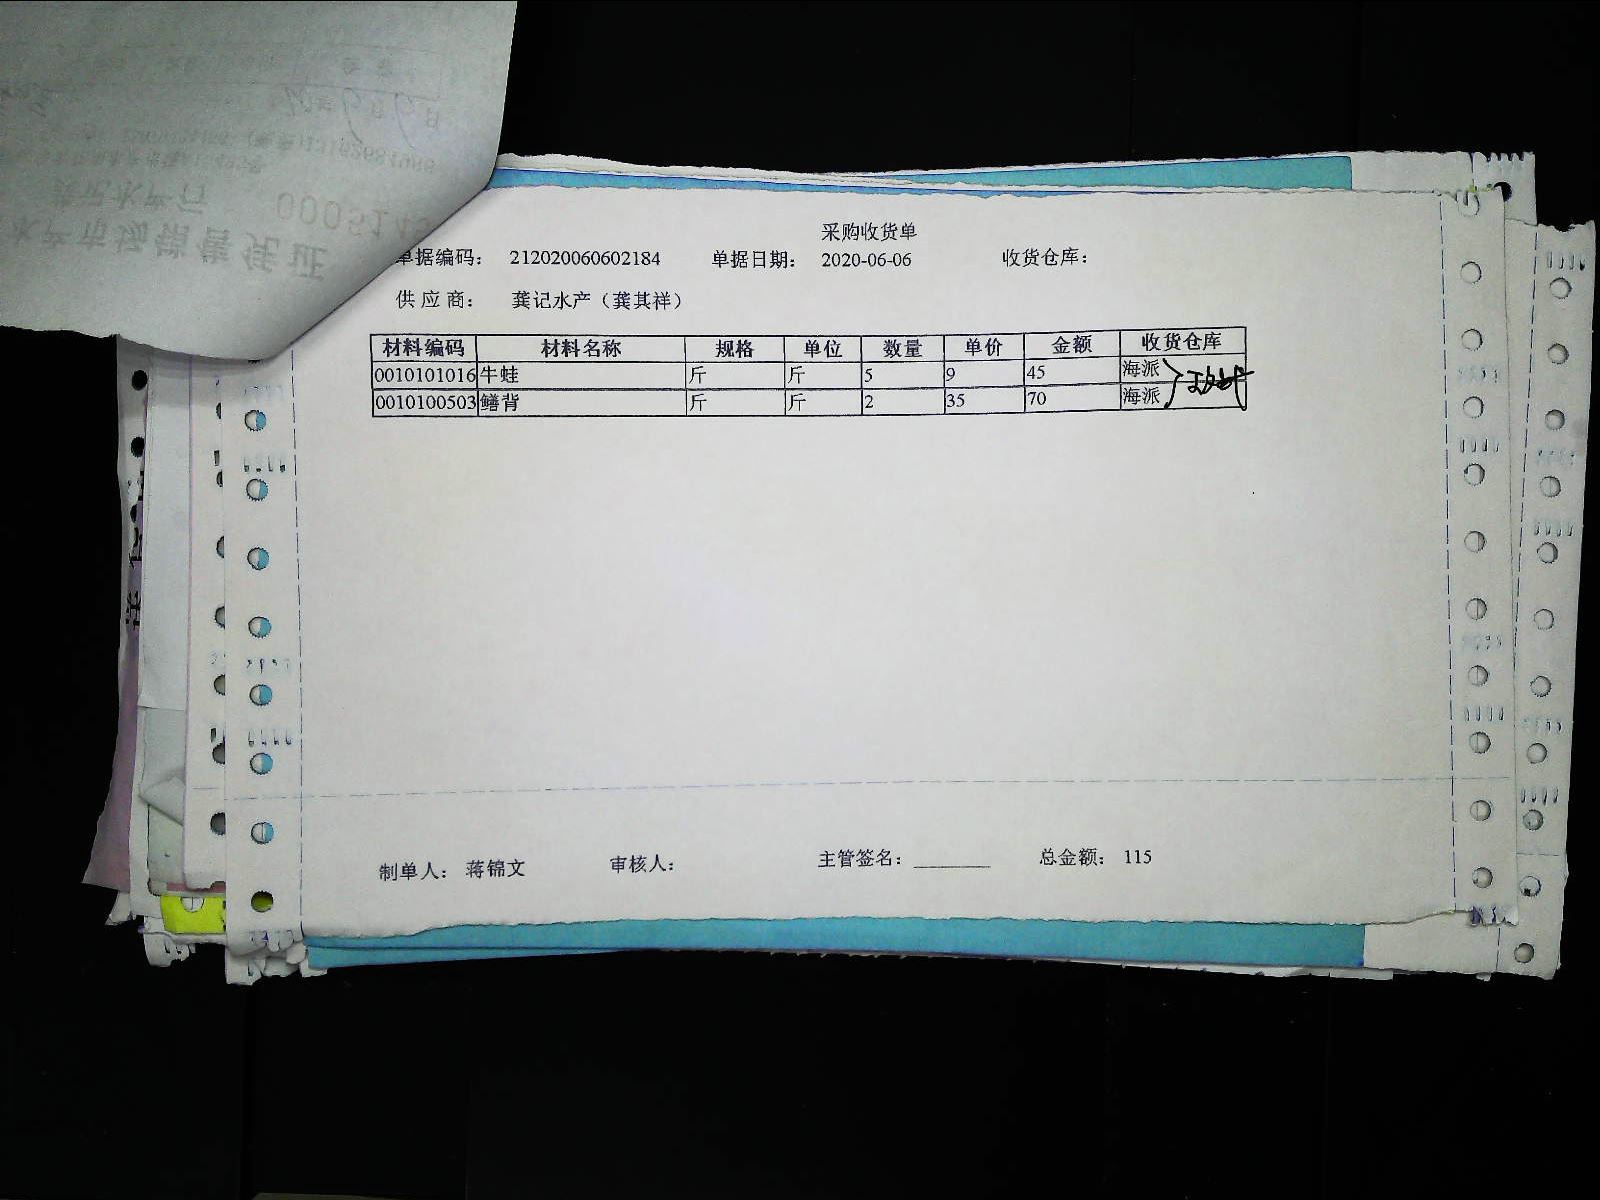 采购收货单
单据编码： 212020060602184 单据日期： 2020-06-06 收货仓库：
供 应 商： 龚记水产（龚其祥）
材料编码 材料名称 规格 单位 数量 单价 金额 收货仓库
0010101016 牛蛙 斤 斤 5 9 45 海派
0010100503 鳝背 斤 斤 2 35 70 海派
制单人： 蒋锦文 审核人： 主管签名：________ 总金额： 115